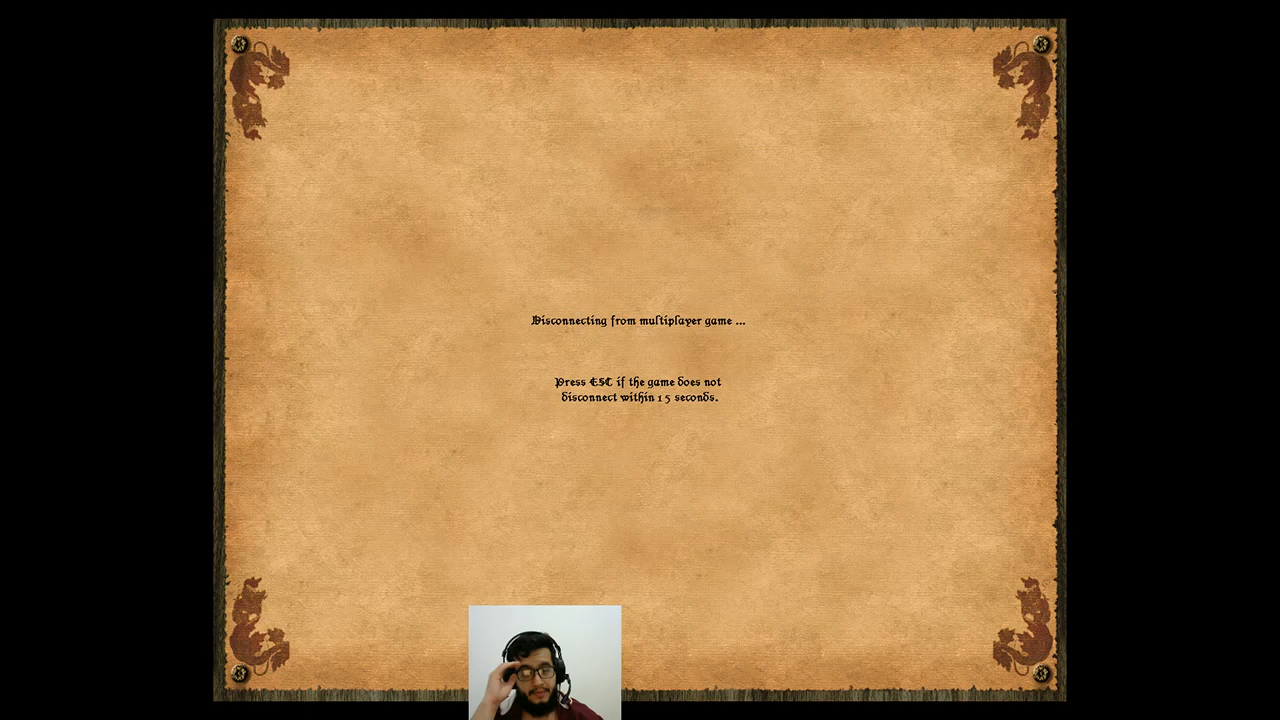 Disconnecting from multiplayer game ...
Press ESC if the game does not
disconnect within 15 seconds.